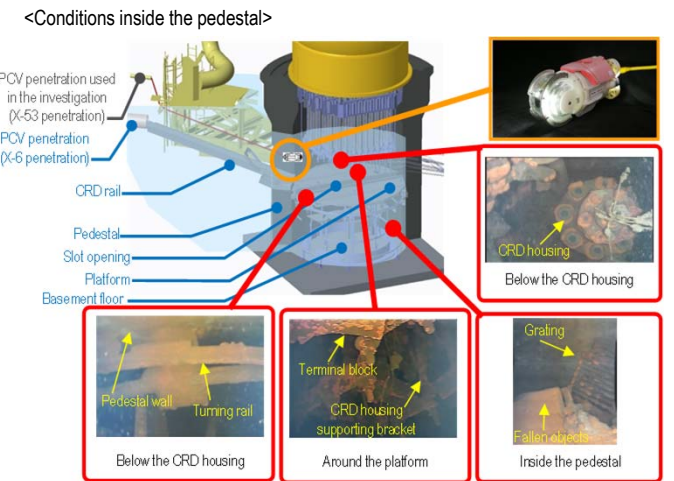 <Conditions inside the pedestal>
PCV penetration used
in the investigation
(X-53 penetration)
PCV penetration
(X-6 penetration)
CRD rail
Pedestal
Slot opening
Platform
Basement floor
CRD housing
Below the CRD housing
Pedestal wall
Turning rail
Below the CRD housing
Terminal block
CRD housing
supporting bracket
Around the platform
Grating
Fallen objects
Inside the pedestal